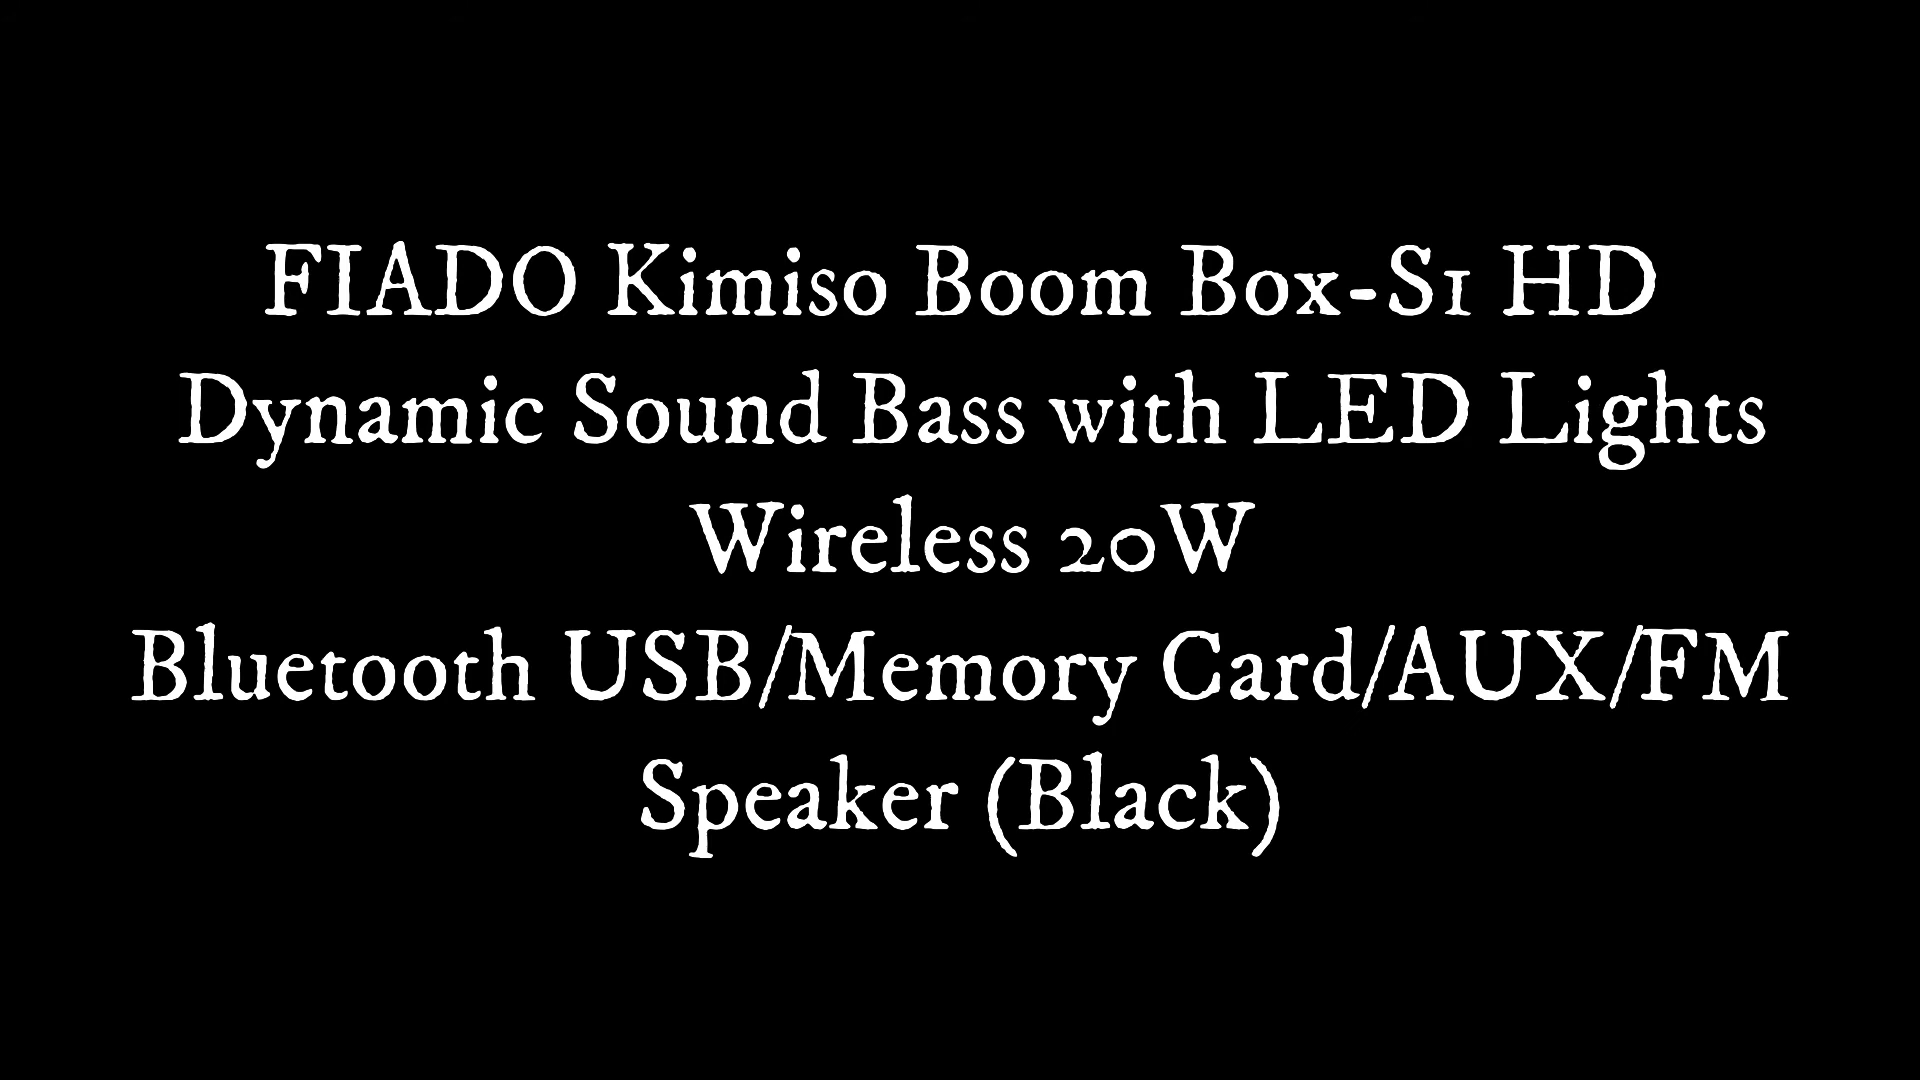 FIADO Kimiso Boom Box-S1 HD
Dynamic Sound Bass with LED Lights
Wireless 20W
Bluetooth USB/Memory Card/AUX/FM
Speaker (Black)